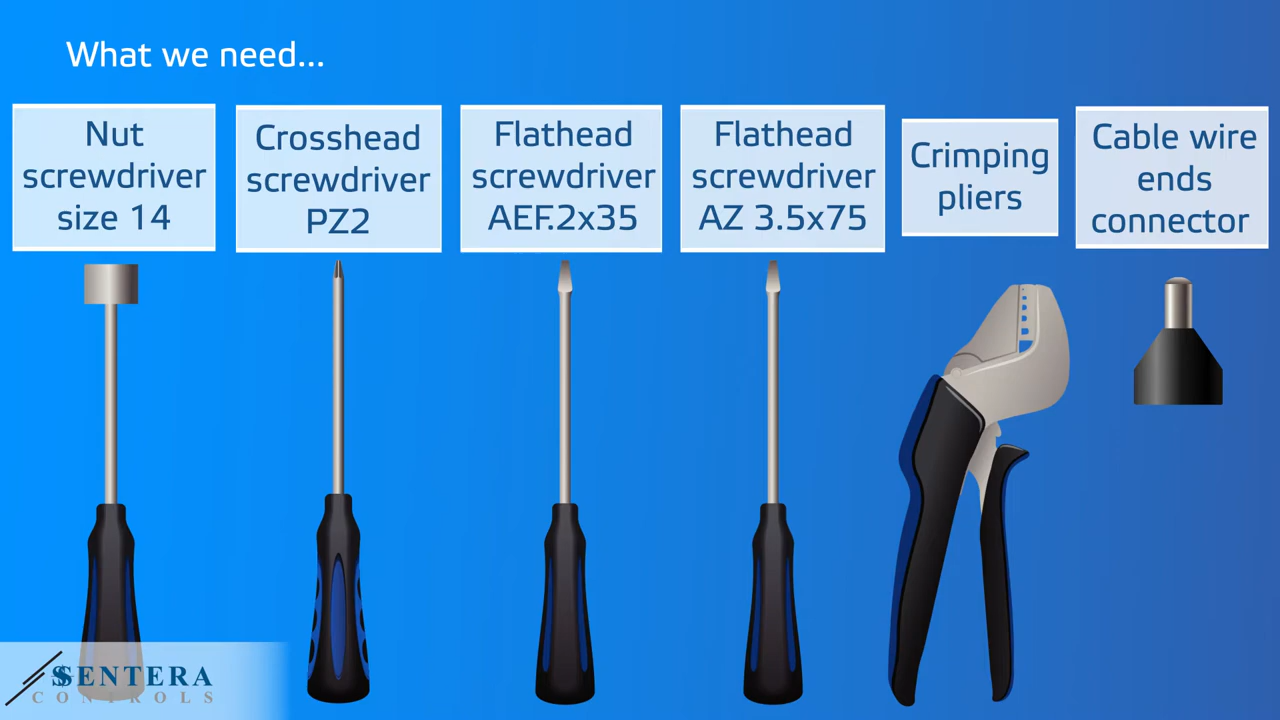 What we need...
Nut
screwdriver
size 14
Crosshead
screwdriver
PZ2
Flathead
screwdriver
AEF.2x35
Flathead
screwdriver
AZ 3.5x75
Crimping
pliers
Cable wire
ends
connector
SENTERA
CONTROLS